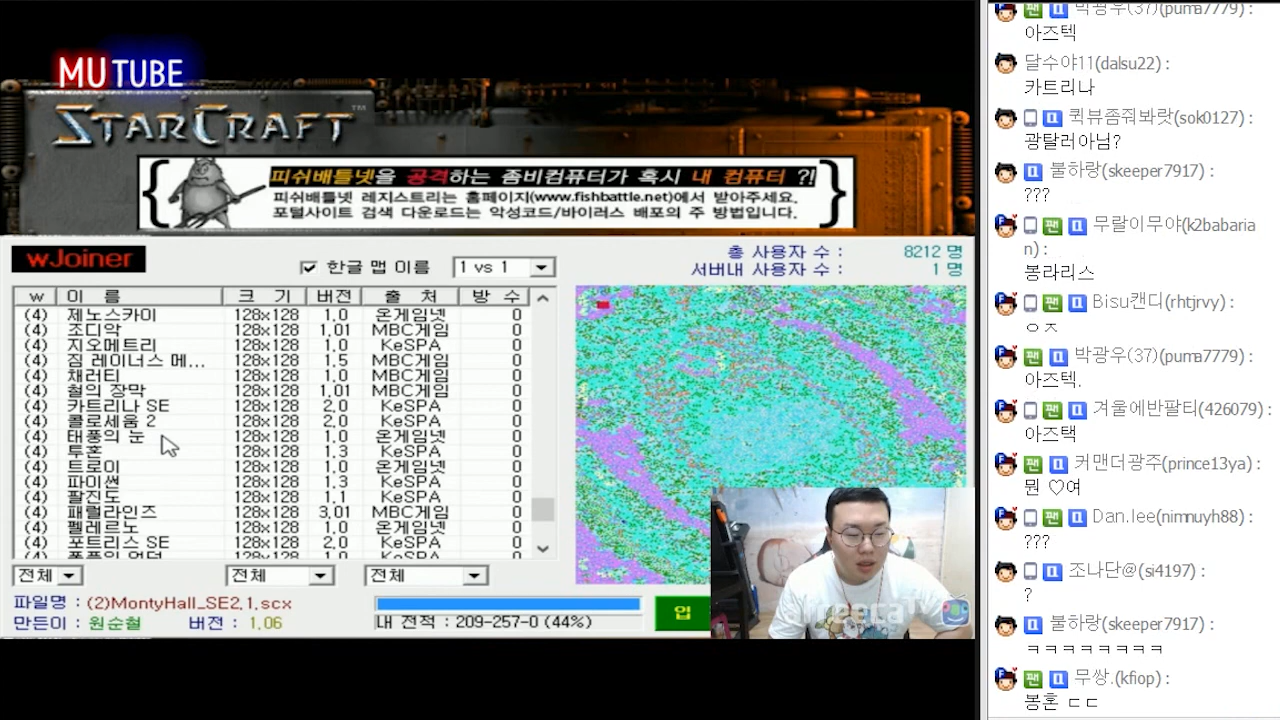 MUTUBE
STARCRAFT™
피쉬배틀넷을 공격하는 좀비컴퓨터가 혹시 내 컴퓨터 ?!
피쉬배틀넷 레지스트리는 홈페이지(www.fishbattle.net)에서 받아주세요.
포털사이트 검색 다운로드는 악성코드/바이러스 배포의 주 방법입니다.
wJoiner
한글 맵 이름
1 vs 1
총 사용자 수 : 8212 명
서버내 사용자 수 : 1 명
w 이 름 크 기 버전 출 처 방 수
(4) 제노스카이 128x128 1,0 온게임넷 0
(4) 조디악 128x128 1,01 MBC게임 0
(4) 지오메트리 128x128 1,0 KeSPA 0
(4) 짐 레이너스 메... 128x128 1,5 MBC게임 0
(4) 채러티 128x128 1,0 KeSPA 0
(4) 철의 장막 128x128 1,01 MBC게임 0
(4) 카트리나 SE 128x128 2,0 KeSPA 0
(4) 콜로세움 2 128x128 2,0 KeSPA 0
(4) 태풍의 눈 128x128 1,0 온게임넷 0
(4) 투혼 128x128 1,3 KeSPA 0
(4) 트로이 128x128 1,0 온게임넷 0
(4) 파이썬 128x128 1,3 KeSPA 0
(4) 팔진도 128x128 1,1 KeSPA 0
(4) 패럴라인즈 128x128 3,01 MBC게임 0
(4) 펠레르노 128x128 1,0 온게임넷 0
(4) 포트리스 SE 128x128 2,0 KeSPA 0
전체 전체 전체
파일명 : (2)MontyHall_SE2,1,scx
만든이 : 원순철 버전 : 1,06
내 전적 : 209-257-0 (44%)
입
afreeca
박광우(37)(puma7779) :
아즈텍
달수야11(dalsu22) :
카트리나
퀵뷰좀줘봐랏(sok0127) :
광탈러아님?
불하랑(skeeper7917) :
???
무랄이무야(k2babaria
n) :
봉라리스
Bisu캔디(rhtjrvy) :
ㅇㅈ
박광우(37)(puma7779) :
아즈텍.
겨울에반팔티(426079) :
아즈택
커맨더광주(prince13ya) :
뭔 ♡여
Dan.lee(nimnuyh88) :
???
조나단@(si4197) :
?
불하랑(skeeper7917) :
ㅋㅋㅋㅋㅋㅋㅋㅋ
무쌍.(kfiop) :
봉혼 ㄷㄷ